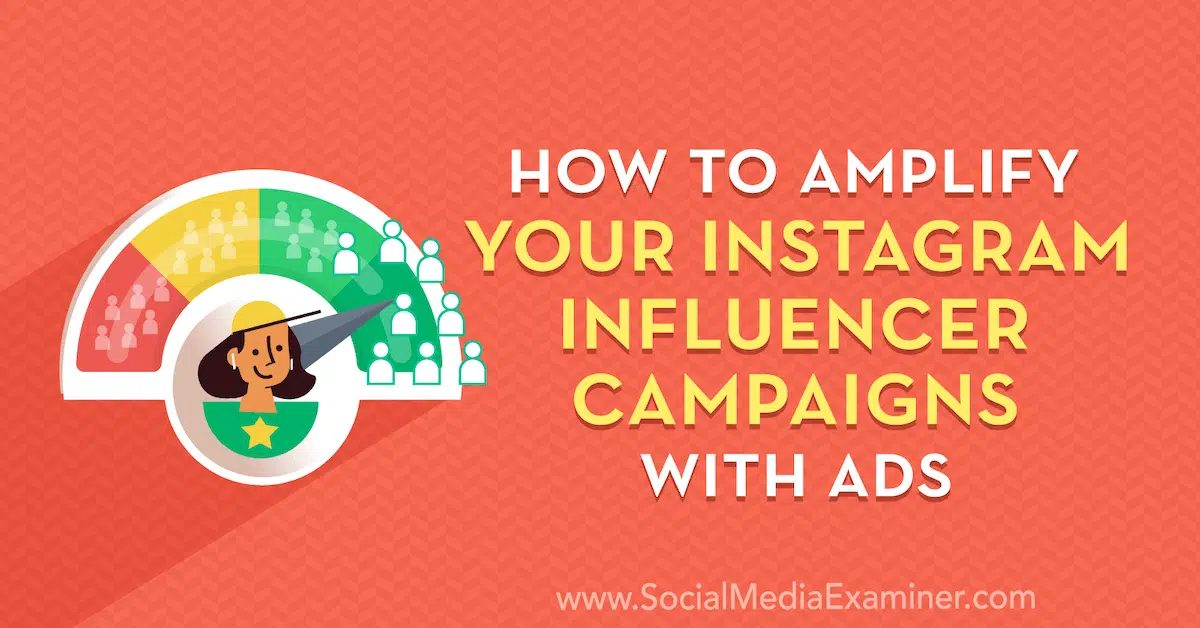 HOW TO AMPLIFY
YOUR INSTAGRAM
INFLUENCER
CAMPAIGNS
WITH ADS
www.SocialMediaExaminer.com